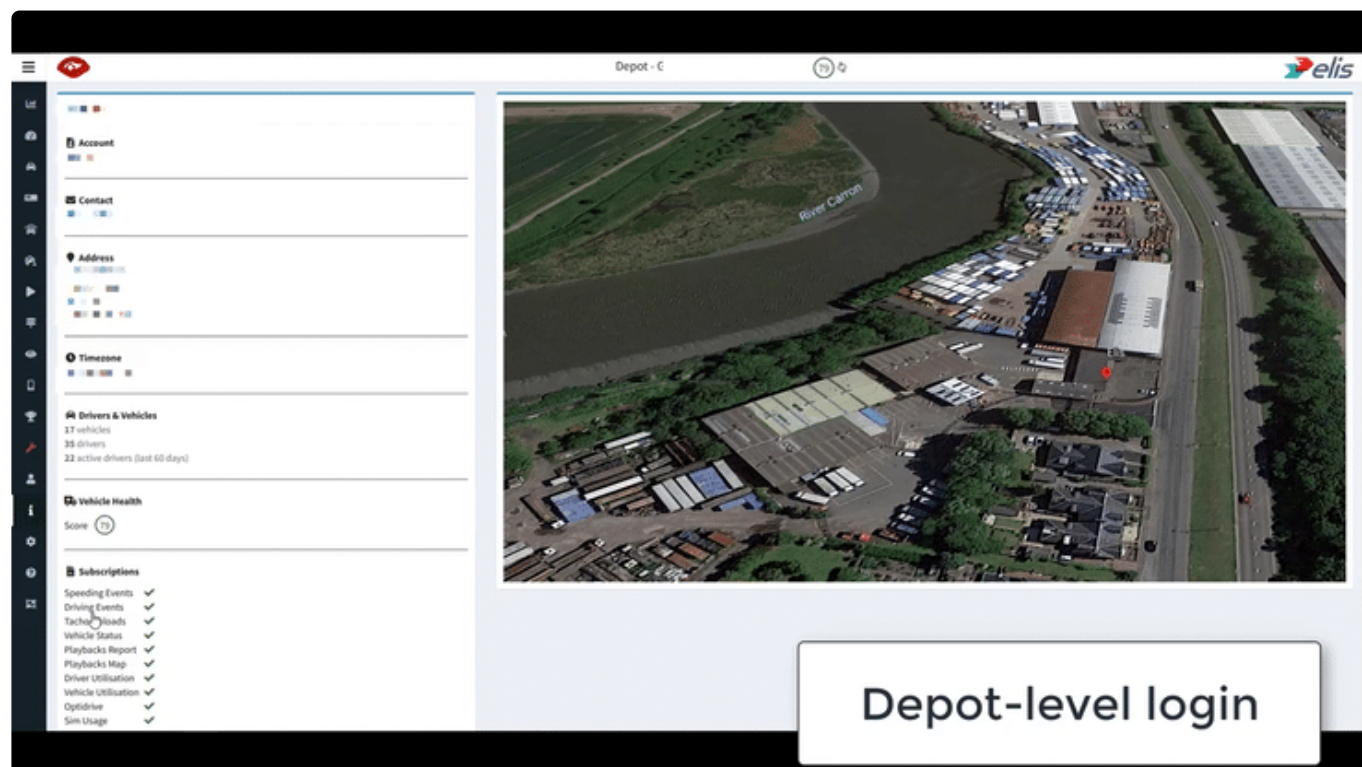 Depot - G
79
elis
Account
Contact
Address
Timezone
Drivers & Vehicles
17 vehicles
35 drivers
22 active drivers (last 60 days)
Vehicle Health
Score 79
Subscriptions
Speeding Events
Driving Events
Vehicle Status
Playbacks Report
Playbacks Map
Driver Utilisation
Vehicle Utilisation
Optidrive
Sim Usage
River Carron
Depot-level login